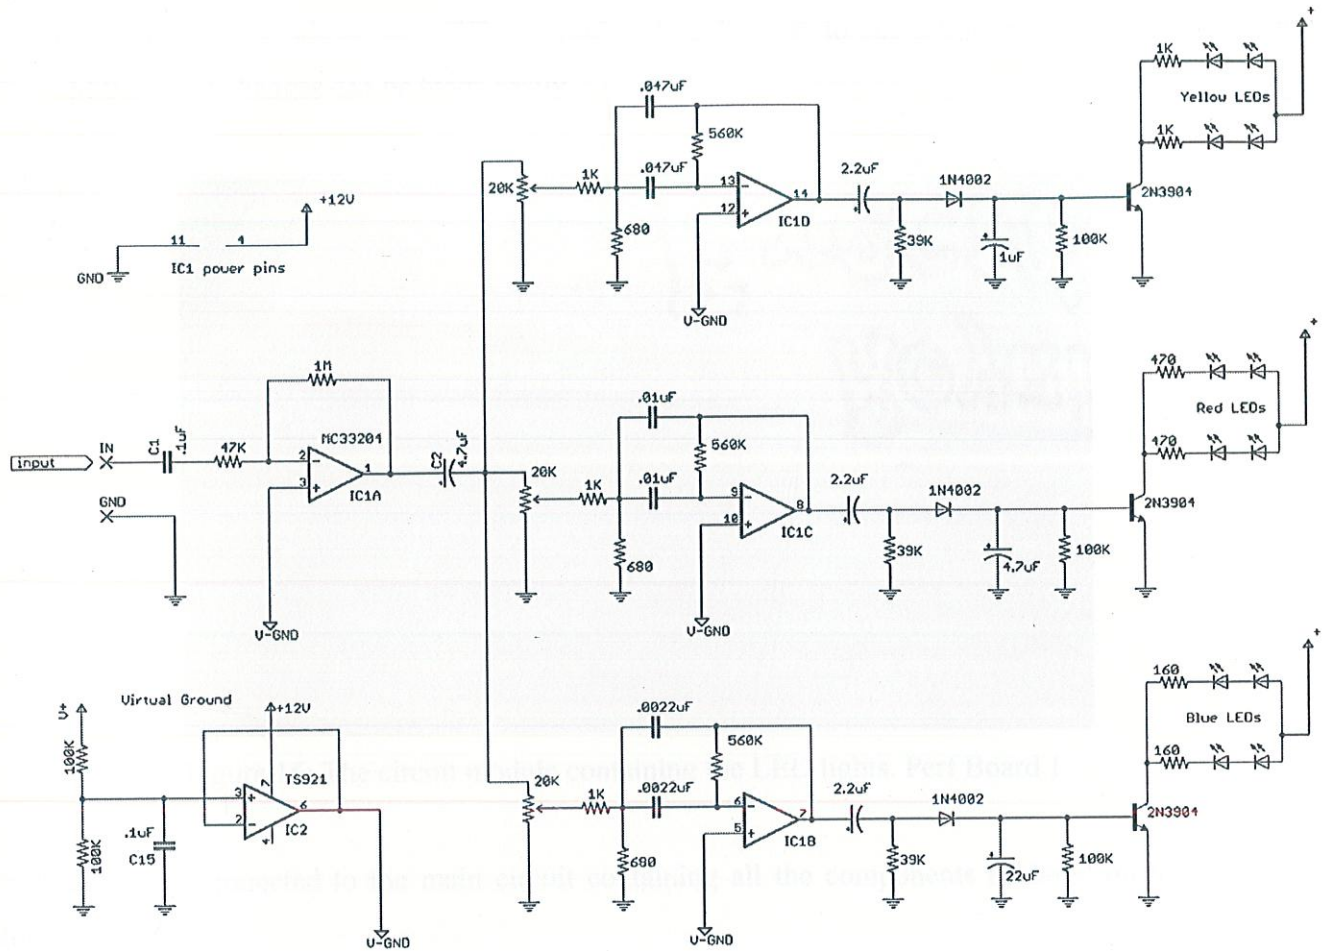 +
1K
Yellow LEDs
1K
.047uF
560K
.047uF
20K
1K
680
13
12
14
IC1D
V-GND
2.2uF
39K
1N4002
1uF
100K
2N3904
+12V
11 4
GND
IC1 power pins
+
470
Red LEDs
470
1M
MC33204
input
IN
GND
C1
.1uF
47K
2
3
1
IC1A
V-GND
C2
4.7uF
20K
1K
.01uF
560K
.01uF
680
9
10
8
IC1C
V-GND
2.2uF
39K
1N4002
4.7uF
100K
2N3904
+
160
Blue LEDs
160
Virtual Ground
V+
100K
100K
+12V
TS921
3
2
6
4
IC2
.1uF
C15
V-GND
20K
1K
.0022uF
560K
.0022uF
680
6
5
7
IC1B
V-GND
2.2uF
39K
1N4002
22uF
100K
2N3904